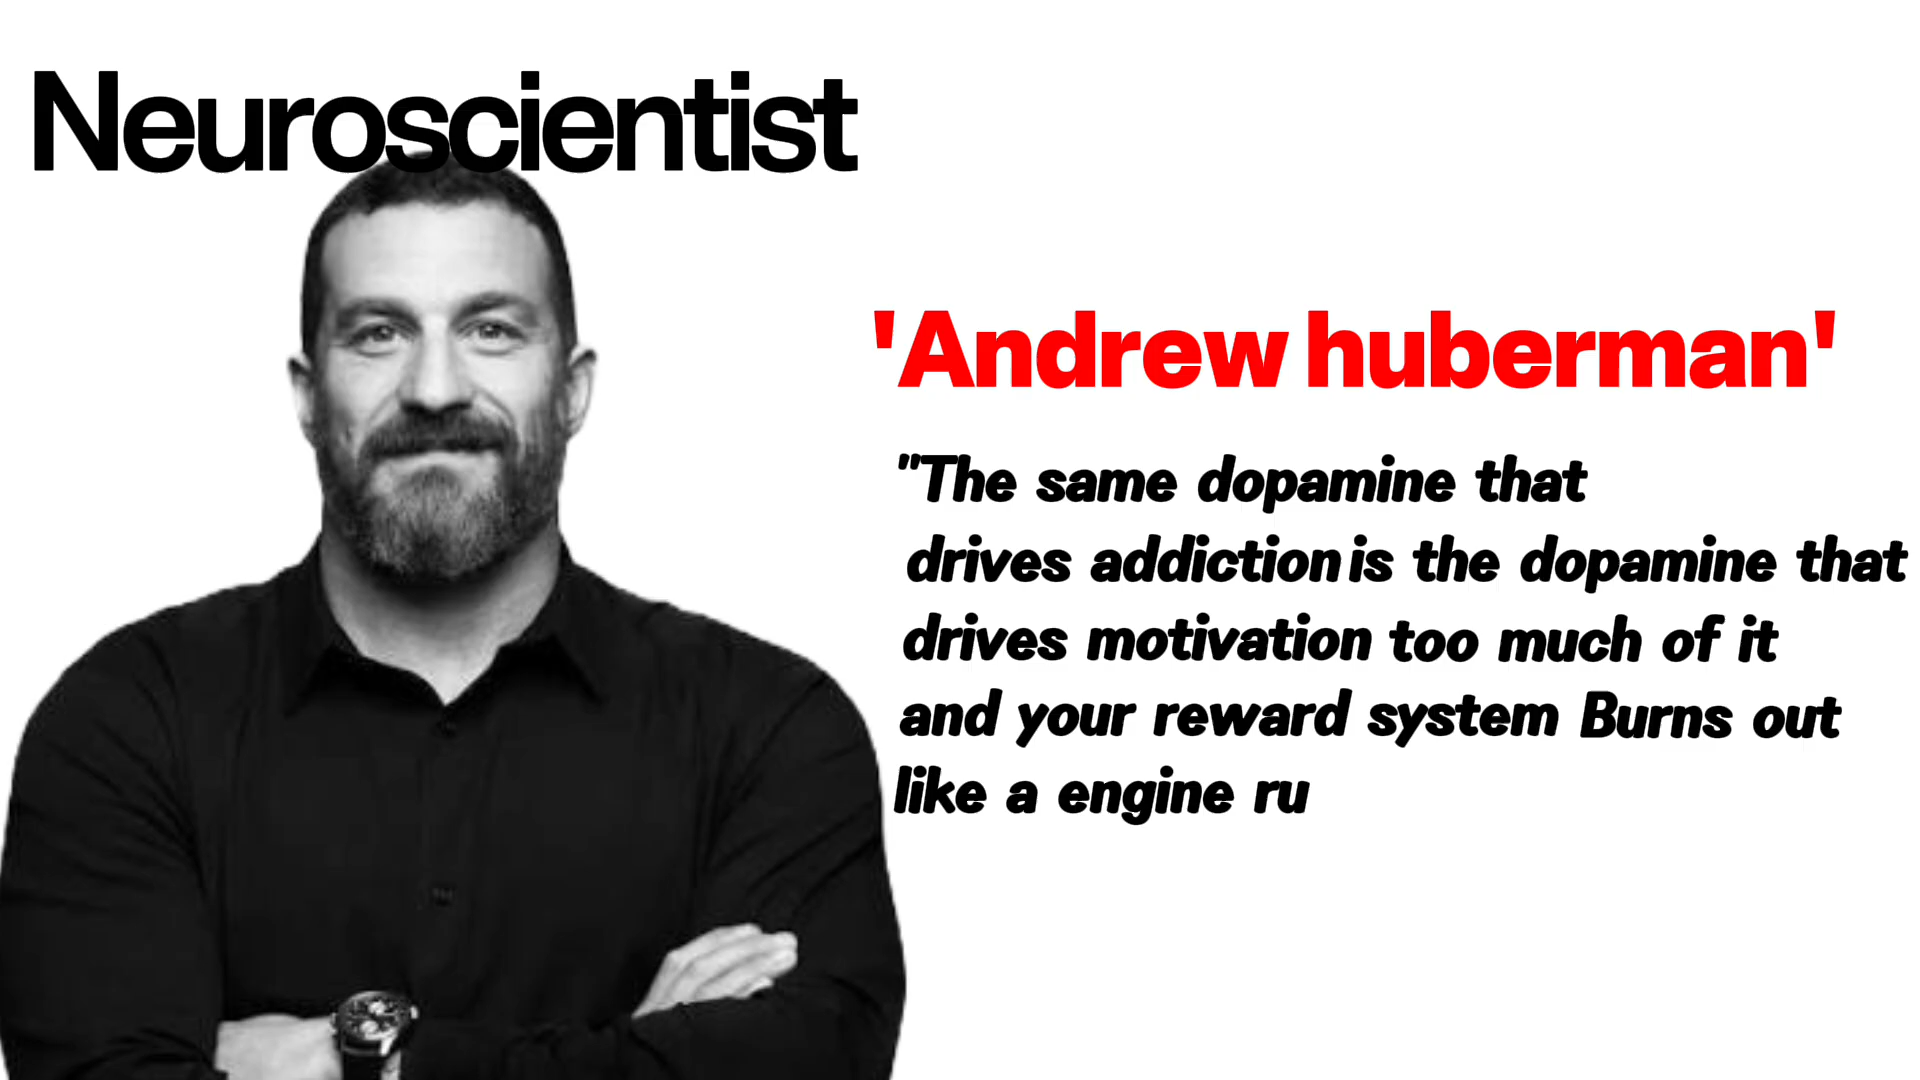 Neuroscientist
'Andrew huberman'
"The same dopamine that
drives addiction is the dopamine that
drives motivation too much of it
and your reward system Burns out
like a engine ru